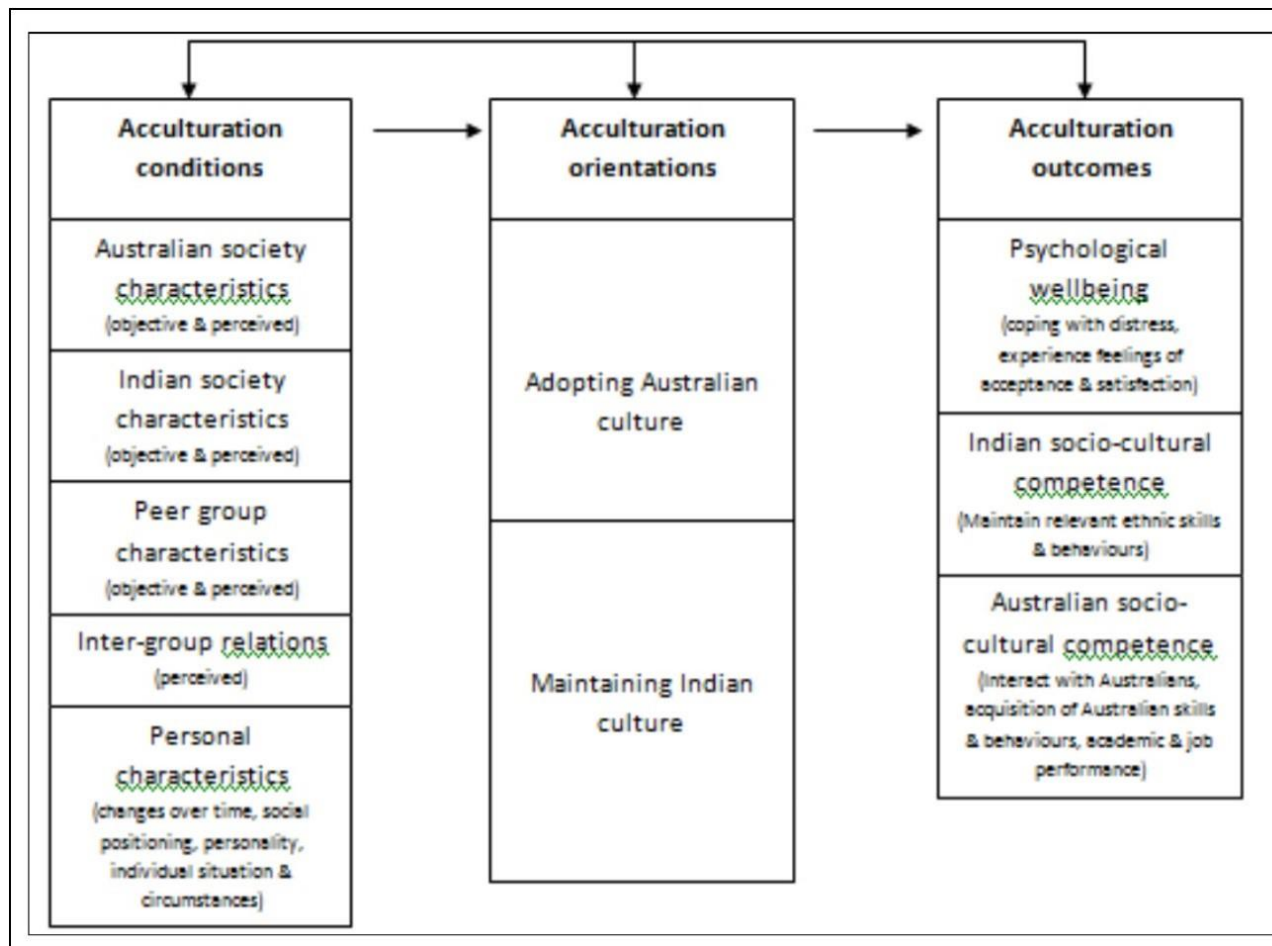 Acculturation
conditions
Australian society
characteristics
(objective & perceived)
Indian society
characteristics
(objective & perceived)
Peer group
characteristics
(objective & perceived)
Inter-group relations
(perceived)
Personal
characteristics
(changes over time, social
positioning, personality,
individual situation &
circumstances)
Acculturation
orientations
Adopting Australian
culture
Maintaining Indian
culture
Acculturation
outcomes
Psychological
wellbeing
(coping with distress,
experience feelings of
acceptance & satisfaction)
Indian socio-cultural
competence
(Maintain relevant ethnic skills
& behaviours)
Australian socio-
cultural competence
(Interact with Australians,
acquisition of Australian skills
& behaviours, academic & job
performance)